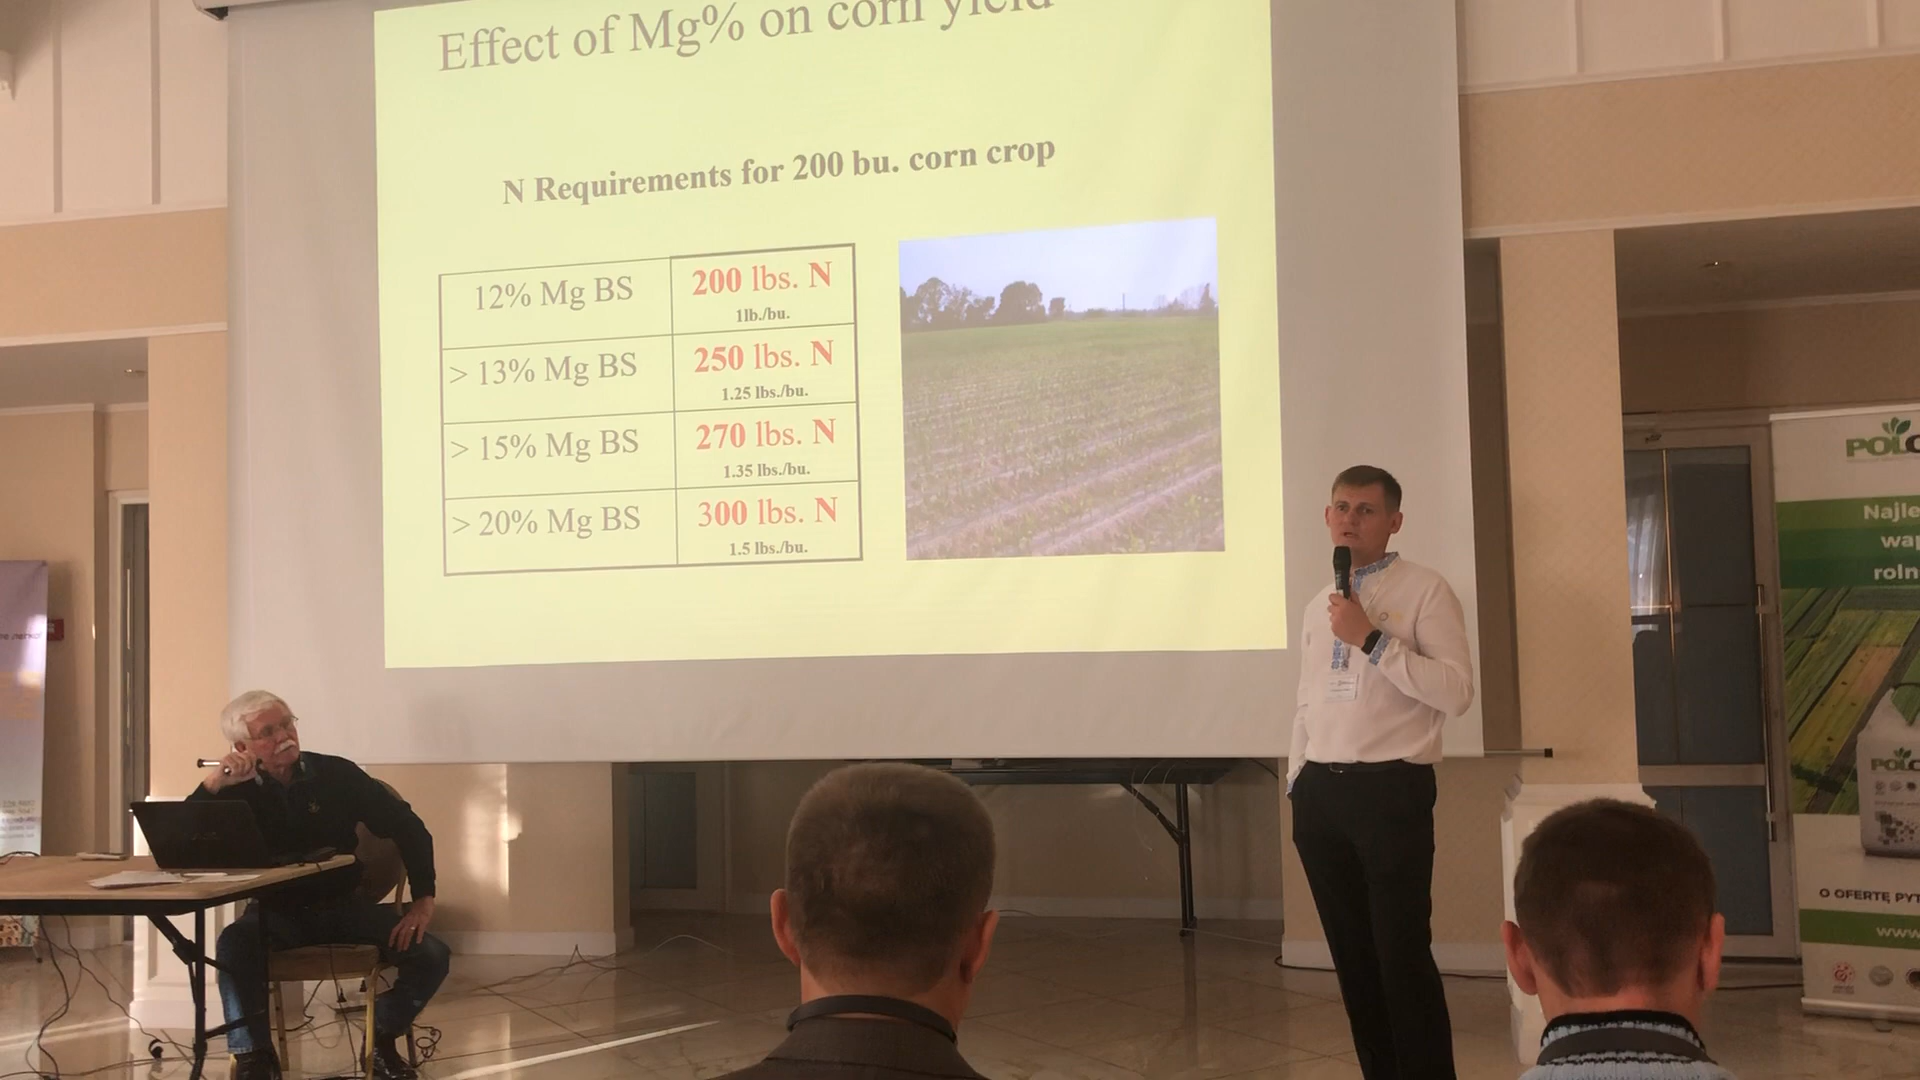 Effect of Mg% on corn yield
N Requirements for 200 bu. corn crop
12% Mg BS
200 lbs. N
1lb./bu.
> 13% Mg BS
250 lbs. N
1.25 lbs./bu.
> 15% Mg BS
270 lbs. N
1.35 lbs./bu.
> 20% Mg BS
300 lbs. N
1.5 lbs./bu.
Najle
wap
roln
O OFERTĘ PYT
www.